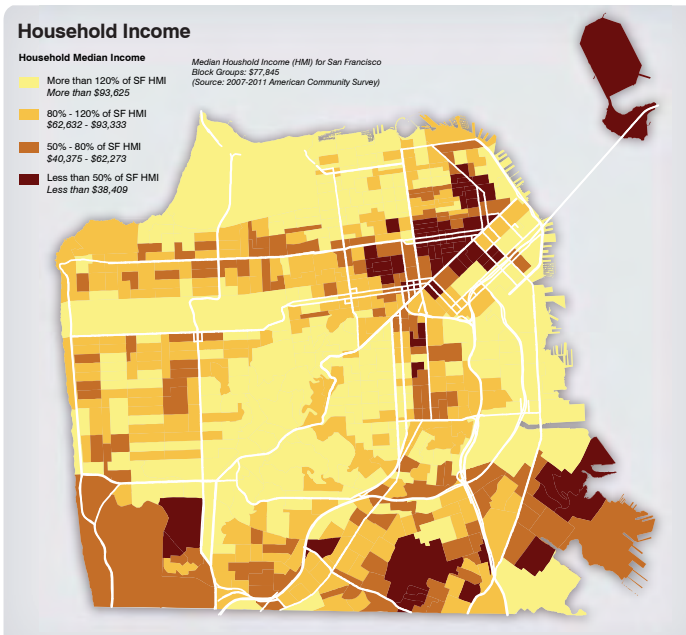 Household Income
Household Median Income
More than 120% of SF HMI
More than $93,625
80% - 120% of SF HMI
$62,632 - $93,333
50% - 80% of SF HMI
$40,375 - $62,273
Less than 50% of SF HMI
Less than $38,409
Median Houshold Income (HMI) for San Francisco
Block Groups: $77,845
(Source: 2007-2011 American Community Survey)